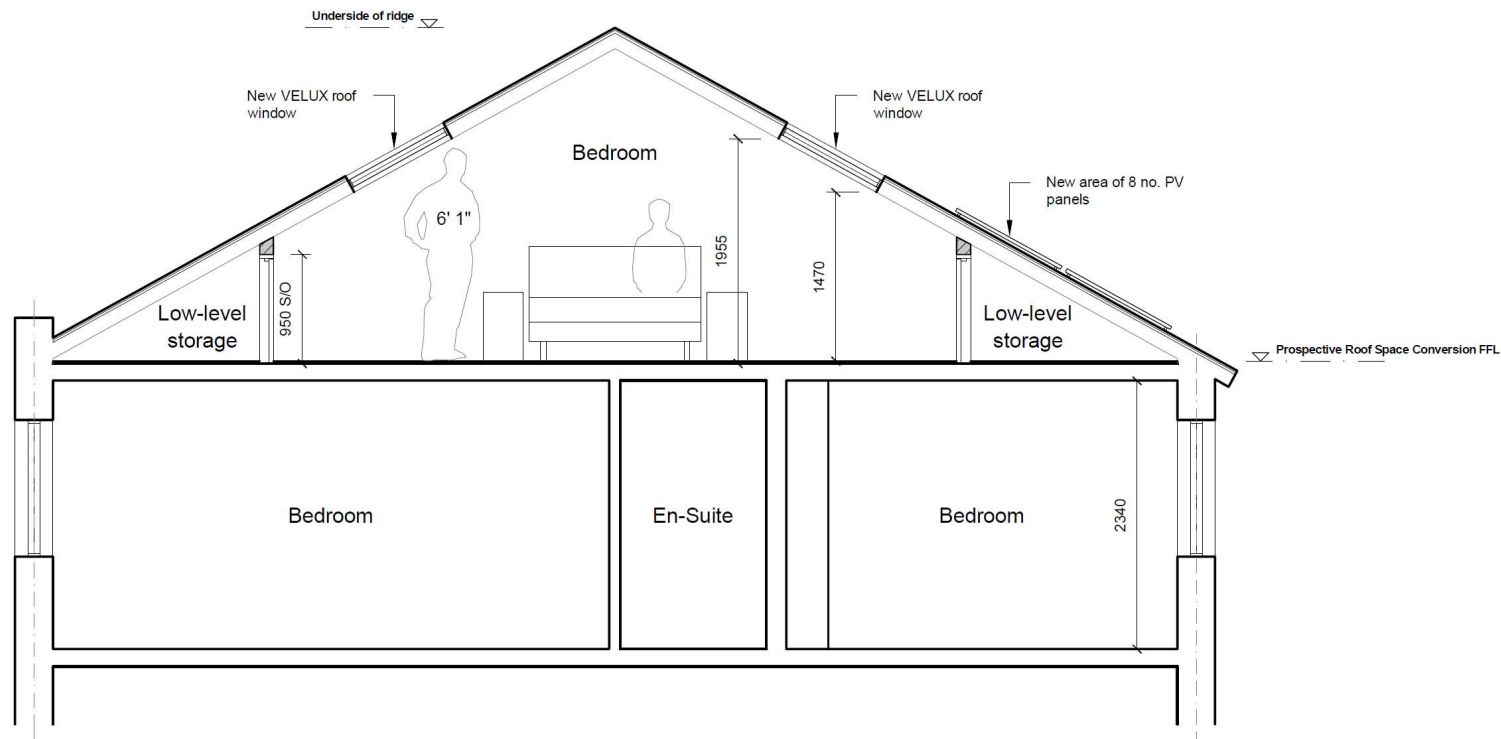 Underside of ridge
New VELUX roof
window
New VELUX roof
window
Bedroom
New area of 8 no. PV
panels
6' 1"
1955
1470
950 S/O
Low-level
storage
Low-level
storage
Prospective Roof Space Conversion FFL
Bedroom
En-Suite
Bedroom
2340